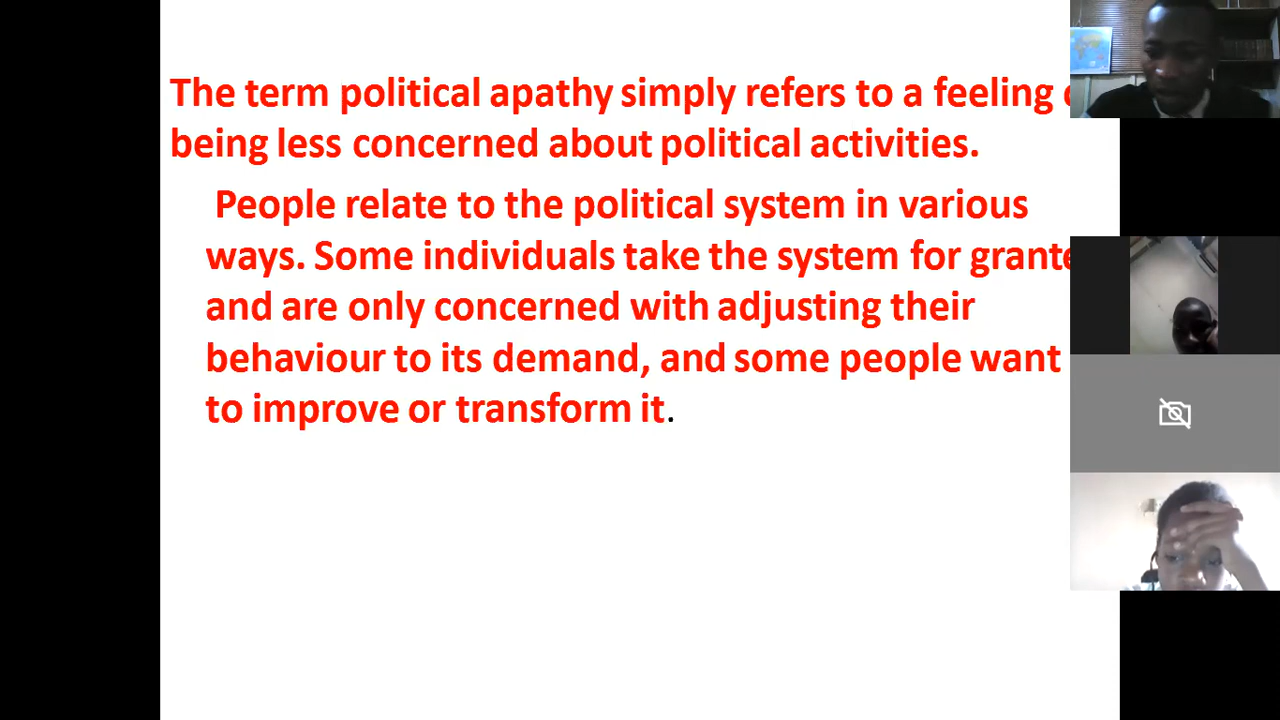 The term political apathy simply refers to a feeling
being less concerned about political activities.
People relate to the political system in various
ways. Some individuals take the system for
and are only concerned with adjusting their
behaviour to its demand, and some people want
to improve or transform it.